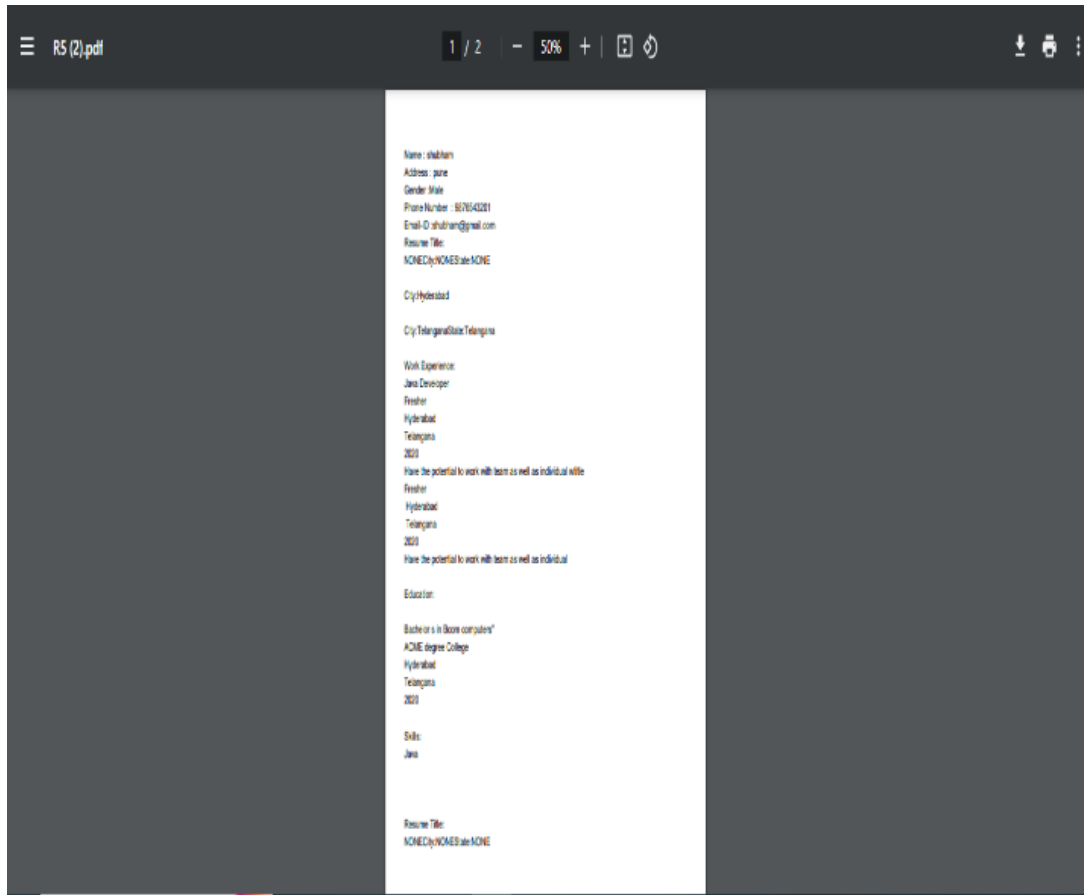 R5 (2).pdf
1 / 2
50%
Name : shubham
Address : pune
Gender :Male
Phone Number : : 9876543201
Email-ID :shubham@gmail.com
Resume Title:
NONECity:NONEState:NONE
City:Hyderabad
City:TelanganaState:Telangana
Work Experience:
Java Developer
Fresher
Hyderabad
Telangana
2020
Have the potential to work with team as well as individual
Fresher
Hyderabad
Telangana
2020
Have the potential to work with team as well as individual
Education:
Bachelor s in Bcom computers"
ACME degree College
Hyderabad
Telangana
2020
Skills:
Java
Resume Title:
NONECity:NONEState:NONE